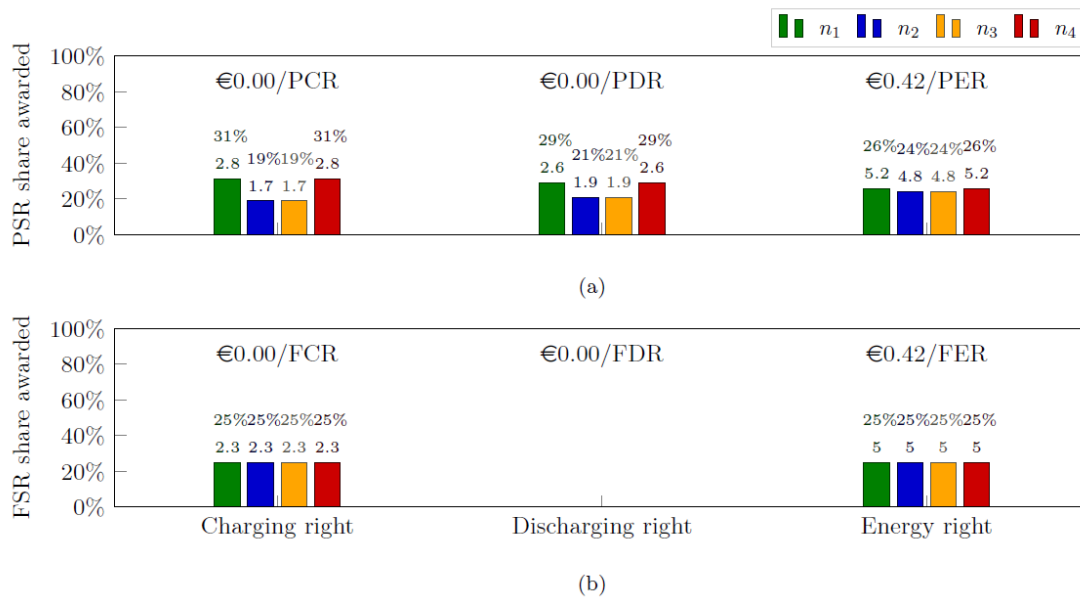 n1 n2 n3 n4
PSR share awarded
100%
80%
60%
40%
20%
0%
€0.00/PCR €0.00/PDR €0.42/PER
31% 19% 19% 31% 29% 21% 21% 29% 26% 24% 24% 26%
2.8 1.7 1.7 2.8 2.6 1.9 1.9 2.6 5.2 4.8 4.8 5.2
(a)
FSR share awarded
100%
80%
60%
40%
20%
0%
€0.00/FCR €0.00/FDR €0.42/FER
25% 25% 25% 25% 25% 25% 25% 25%
2.3 2.3 2.3 2.3 5 5 5 5
Charging right Discharging right Energy right
(b)